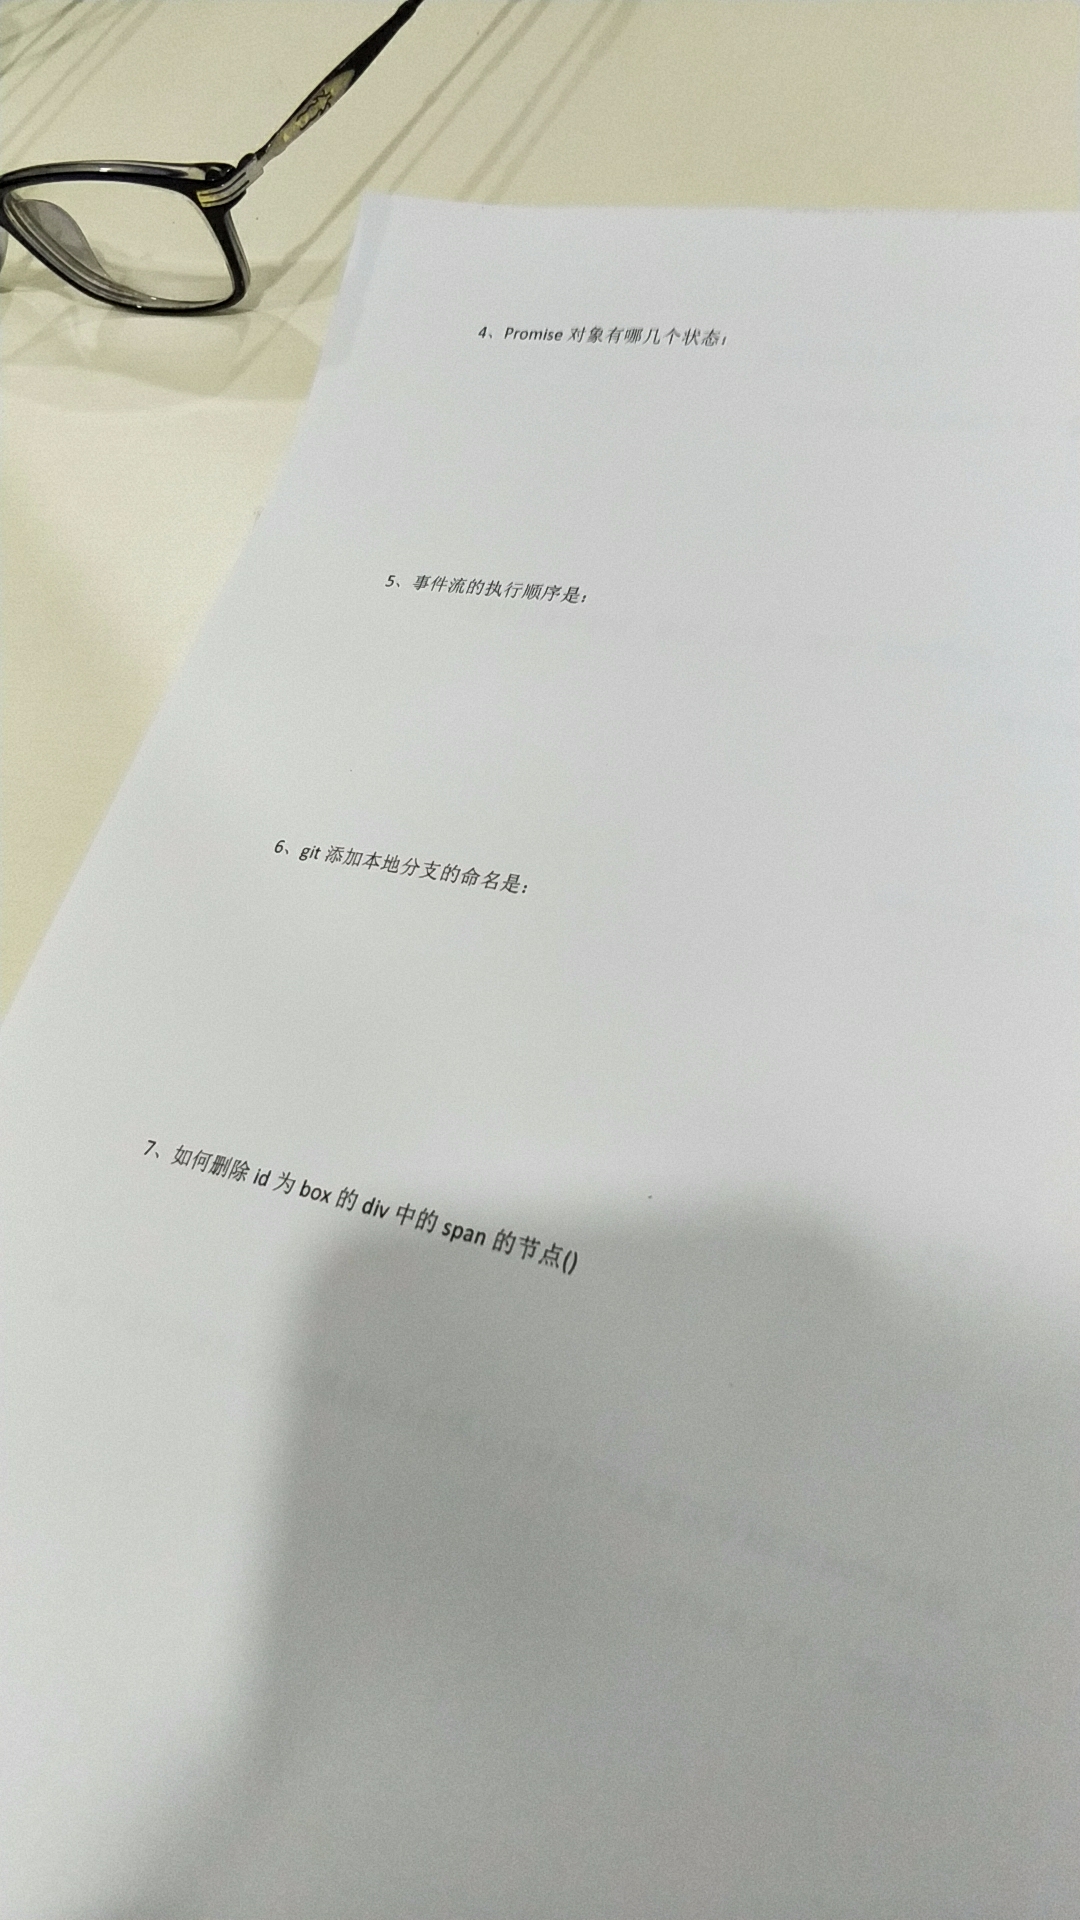 4、Promise 对象有哪几个状态：
5、事件流的执行顺序是：
6、git 添加本地分支的命名是：
7、如何删除 id 为 box 的 div 中的 span 的节点()